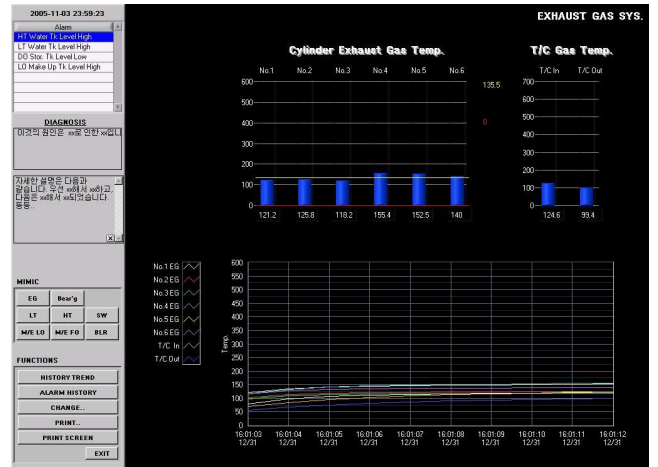 2005-11-03 23:59:23
Alarm
HT Water Tk Level High
LT Water Tk Level High
DO Stor. Tk Level Low
LO Make Up Tk Level High
DIAGNOSIS
이것의 원인은 xx로 인한 xx입니
자세한 설명은 다음과
같습니다. 우선 xx해서 xx하고,
다음은 xx해서 xx되었습니다.
등등..
MIMIC
EG Bear'g
LT HT SW
M/E LO M/E FO BLR
FUNCTIONS
HISTORY TREND
ALARM HISTORY
CHANGE..
PRINT..
PRINT SCREEN
EXIT
EXHAUST GAS SYS.
Cylinder Exhaust Gas Temp.
No.1 No.2 No.3 No.4 No.5 No.6
600
500
400
300
200
100
0
135.5
0
121.2 125.8 118.2 155.4 152.5 140
T/C Gas Temp.
T/C In T/C Out
700
600
500
400
300
200
100
0
124.6 99.4
No.1 EG
No.2 EG
No.3 EG
No.4 EG
No.5 EG
No.6 EG
T/C In
T/C Out
Temp.
600
550
500
450
400
350
300
250
200
150
100
50
0
16:01:03 16:01:04 16:01:05 16:01:06 16:01:07 16:01:08 16:01:09 16:01:10 16:01:11 16:01:12
12/31 12/31 12/31 12/31 12/31 12/31 12/31 12/31 12/31 12/31